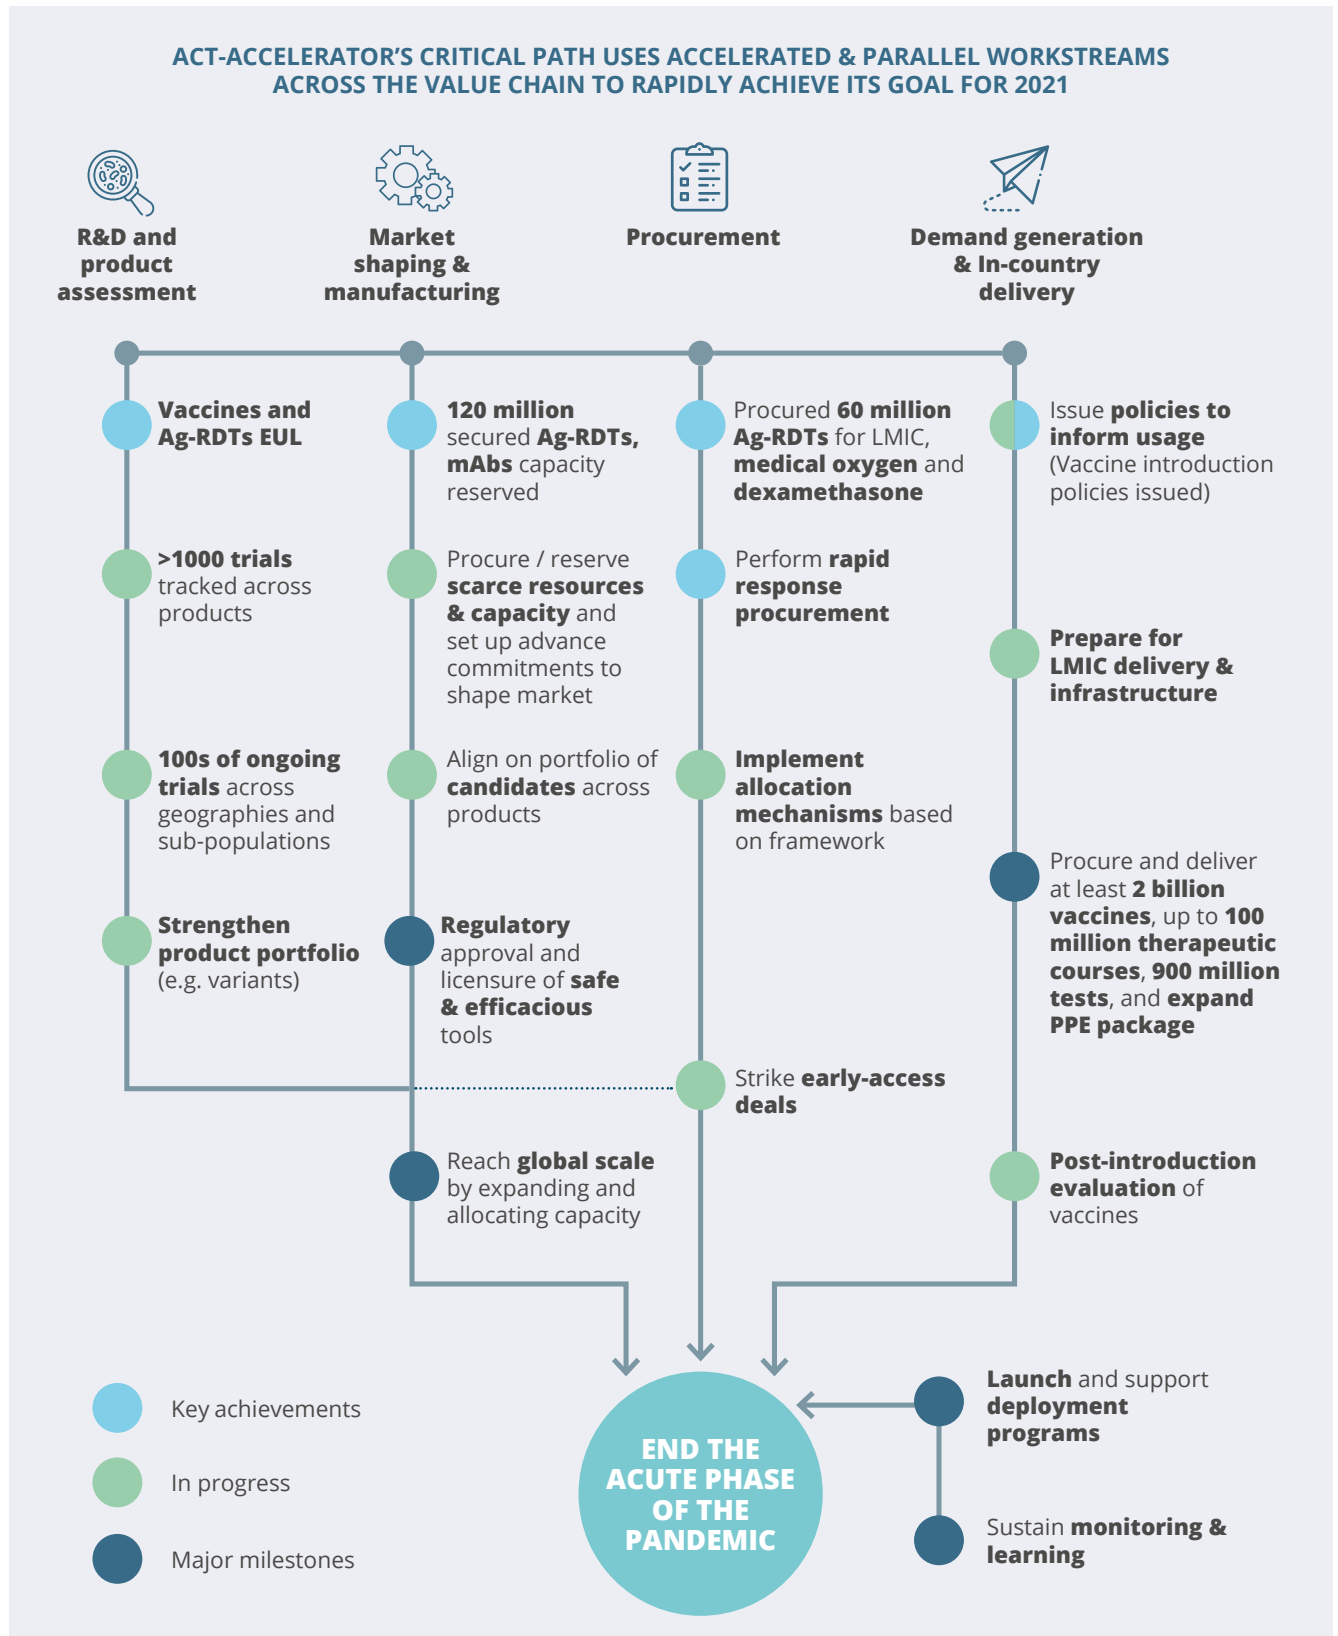 ACT-ACCELERATOR'S CRITICAL PATH USES ACCELERATED & PARALLEL WORKSTREAMS
ACROSS THE VALUE CHAIN TO RAPIDLY ACHIEVE ITS GOAL FOR 2021
R&D and
product
assessment
Market
shaping &
manufacturing
Procurement
Demand generation
& In-country
delivery
Vaccines and
Ag-RDTs EUL
>1000 trials
tracked across
products
100s of ongoing
trials across
geographies and
sub-populations
Strengthen
product portfolio
(e.g. variants)
120 million
secured Ag-RDTs,
mAbs capacity
reserved
Procure / reserve
scarce resources
& capacity and
set up advance
commitments to
shape market
Align on portfolio of
candidates across
products
Regulatory
approval and
licensure of safe
& efficacious
tools
Reach global scale
by expanding and
allocating capacity
Procured 60 million
Ag-RDTs for LMIC,
medical oxygen and
dexamethasone
Perform rapid
response
procurement
Implement
allocation
mechanisms based
on framework
Strike early-access
deals
Issue policies to
inform usage
(Vaccine introduction
policies issued)
Prepare for
LMIC delivery &
infrastructure
Procure and deliver
at least 2 billion
vaccines, up to 100
million therapeutic
courses, 900 million
tests, and expand
PPE package
Post-introduction
evaluation of
vaccines
Key achievements
In progress
Major milestones
END THE
ACUTE PHASE
OF THE
PANDEMIC
Launch and support
deployment
programs
Sustain monitoring &
learning